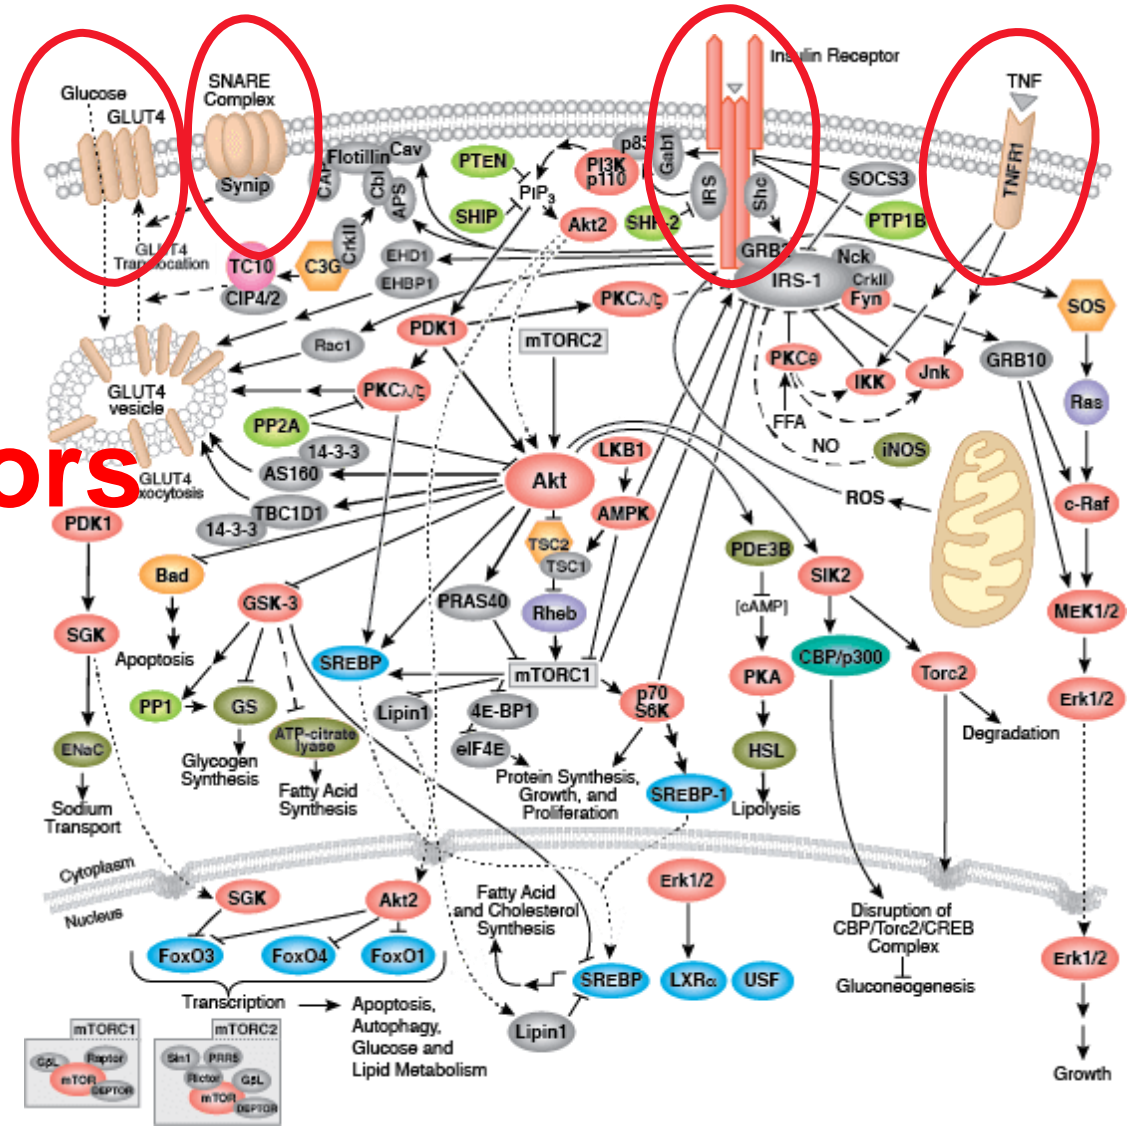 Glucose
GLUT4
SNARE
Complex
Synip
Insulin Receptor
TNF
TNFR1
GLUT4
Translocation
CAP
Flotillin
Cav
Cbl
APS
CrkII
C3G
TC10
CIP4/2
EHD1
EHBP1
Rac1
PTEN
PIP3
SHIP
Akt2
PI3K
p110
p85
Gab1
SHP-2
IRS
Shc
SOCS3
PTP1B
GRB2
IRS-1
Nck
CrkII
Fyn
SOS
PDK1
PKCλ/ζ
mTORC2
PKCθ
IKK
Jnk
GRB10
Ras
FFA
NO
iNOS
ROS
c-Raf
GLUT4
vesicle
PKCλ/ζ
PP2A
14-3-3
AS160
TBC1D1
14-3-3
ors
GLUT4
xocytosis
Akt
LKB1
AMPK
TSC2
TSC1
PRAS40
Rheb
mTORC1
PDE3B
[cAMP]
PKA
HSL
Lipolysis
SIK2
CBP/p300
Torc2
Degradation
MEK1/2
Erk1/2
PDK1
SGK
ENaC
Sodium
Transport
Bad
Apoptosis
GSK-3
PP1
GS
Glycogen
Synthesis
ATP-citrate
lyase
Fatty Acid
Synthesis
SREBP
Lipin1
4E-BP1
eIF4E
p70
S6K
Protein Synthesis,
Growth, and
Proliferation
SREBP-1
Cytoplasm
Nucleus
SGK
Akt2
FoxO3
FoxO4
FoxO1
Transcription
Apoptosis,
Autophagy,
Glucose and
Lipid Metabolism
Fatty Acid
and Cholesterol
Synthesis
SREBP
Lipin1
Erk1/2
LXRα
USF
Disruption of
CBP/Torc2/CREB
Complex
Gluconeogenesis
Erk1/2
Growth
mTORC1
GβL
Raptor
mTOR
DEPTOR
mTORC2
Sin1
PRR5
Rictor
GβL
mTOR
DEPTOR